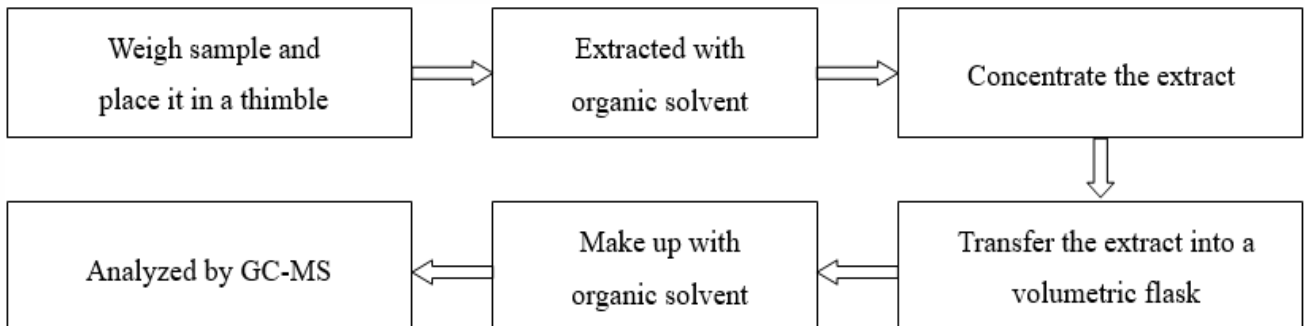 Weigh sample and
place it in a thimble
Extracted with
organic solvent
Concentrate the extract
Transfer the extract into a
volumetric flask
Make up with
organic solvent
Analyzed by GC-MS